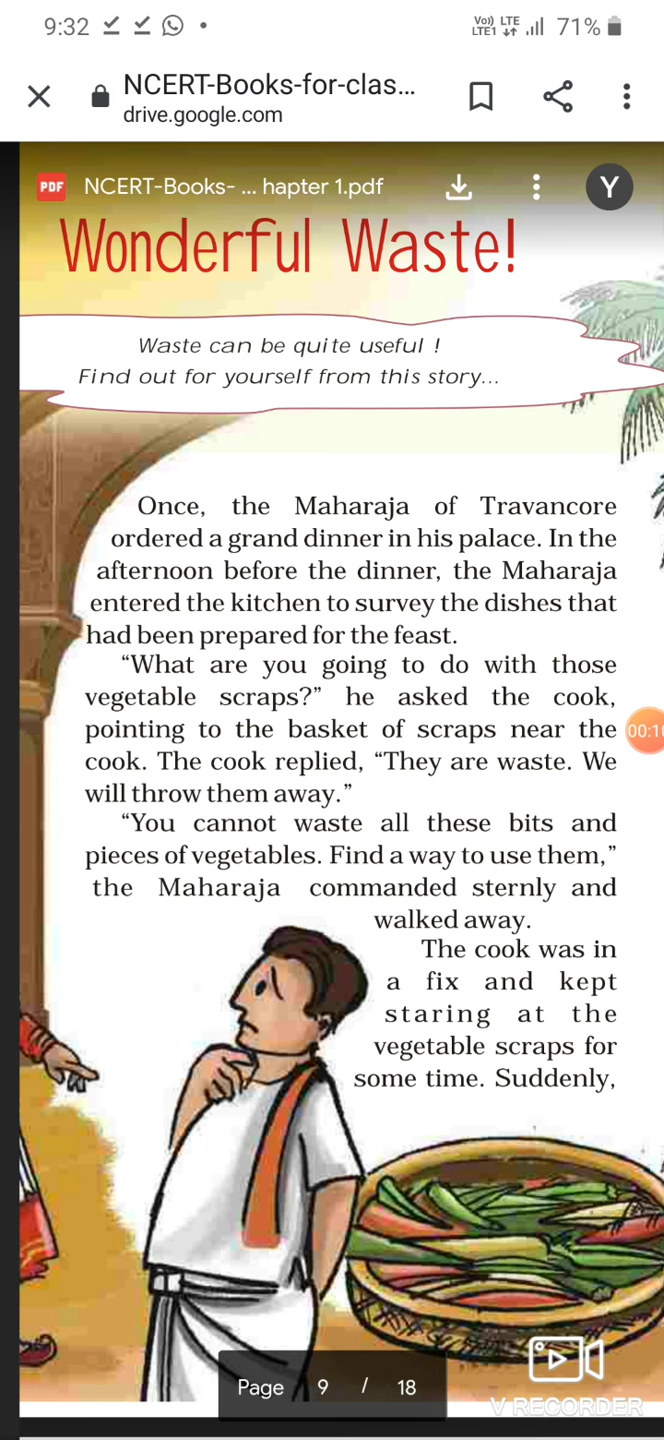 9:32
Vo)) LTE
LTE1
71%
NCERT-Books-for-clas...
drive.google.com
PDF NCERT-Books- ... hapter 1.pdf
Y
Wonderful Waste!
Waste can be quite useful !
Find out for yourself from this story...
Once, the Maharaja of Travancore
ordered a grand dinner in his palace. In the
afternoon before the dinner, the Maharaja
entered the kitchen to survey the dishes that
had been prepared for the feast.
“What are you going to do with those
vegetable scraps?” he asked the cook,
pointing to the basket of scraps near the
cook. The cook replied, “They are waste. We
will throw them away.”
“You cannot waste all these bits and
pieces of vegetables. Find a way to use them,”
the Maharaja commanded sternly and
walked away.
The cook was in
a fix and kept
staring at the
vegetable scraps for
some time. Suddenly,
Page 9 / 18
V RECORDER